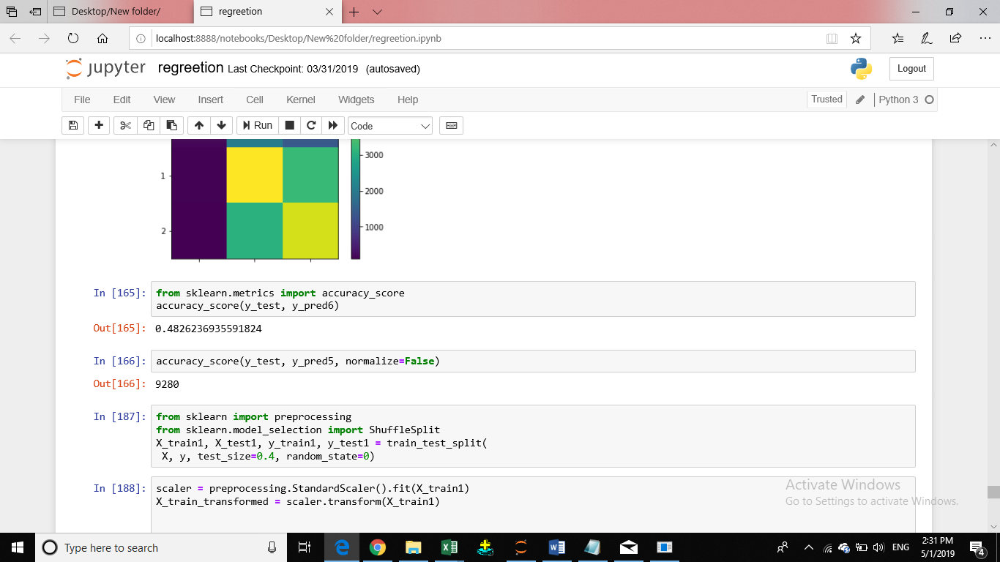 Desktop/New folder/
regreetion
localhost:8888/notebooks/Desktop/New%20folder/regreetion.ipynb
jupyter regreetion Last Checkpoint: 03/31/2019 (autosaved)
Logout
File Edit View Insert Cell Kernel Widgets Help
Trusted
Python 3
Run
Code
3000
1
2000
1000
2
In [165]: from sklearn.metrics import accuracy_score
accuracy_score(y_test, y_pred6)
Out[165]: 0.4826236935591824
In [166]: accuracy_score(y_test, y_pred5, normalize=False)
Out[166]: 9280
In [187]: from sklearn import preprocessing
from sklearn.model_selection import ShuffleSplit
X_train1, X_test1, y_train1, y_test1 = train_test_split(
X, y, test_size=0.4, random_state=0)
In [188]: scaler = preprocessing.StandardScaler().fit(X_train1)
X_train_transformed = scaler.transform(X_train1)
Activate Windows
Go to Settings to activate Windows.
Type here to search
ENG
2:31 PM
5/1/2019
4